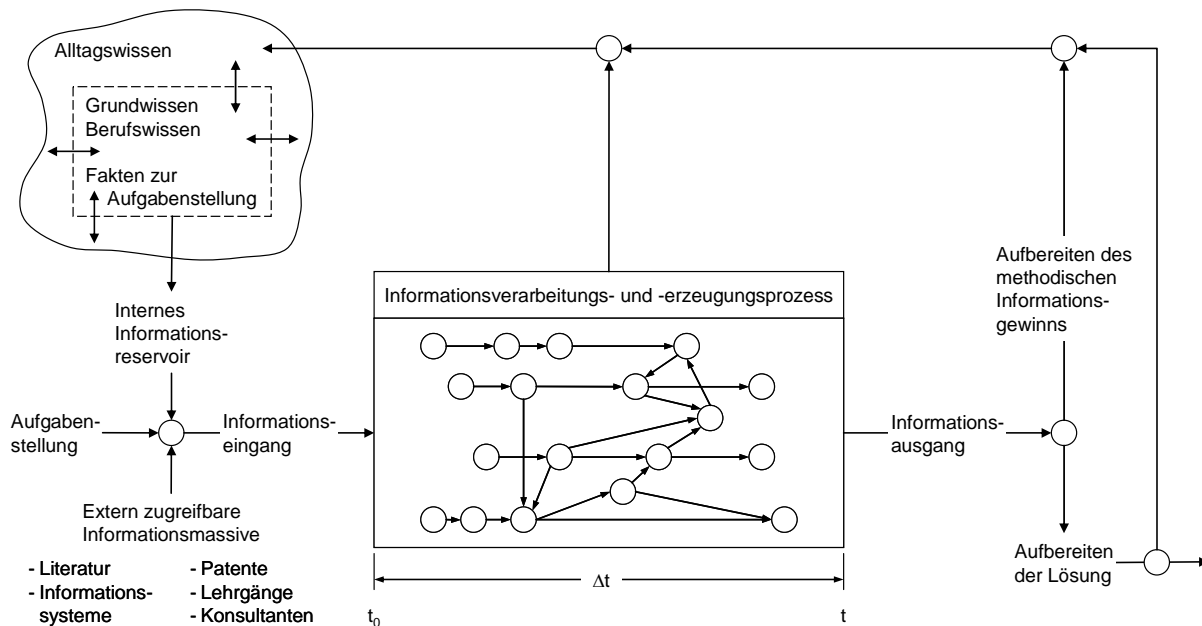 Alltagswissen
Grundwissen
Berufswissen
Fakten zur
Aufgabenstellung
Internes
Informations-
reservoir
Aufgaben-
stellung
Informations-
eingang
Extern zugreifbare
Informationsmassive
- Literatur
- Informations-
systeme
- Patente
- Lehrgänge
- Konsultanten
Informationsverarbeitungs- und -erzeugungsprozess
Δt
t0
t
Informations-
ausgang
Aufbereiten des
methodischen
Informations-
gewinns
Aufbereiten
der Lösung